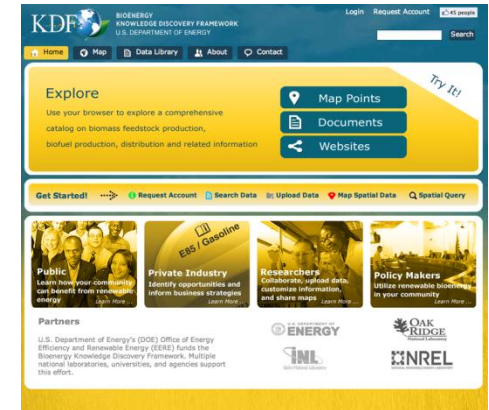 KDF
BIOENERGY
KNOWLEDGE DISCOVERY FRAMEWORK
U.S. DEPARTMENT OF ENERGY
Login Request Account 45 people
Search
Home Map Data Library About Contact
Try It!
Explore
Use your browser to explore a comprehensive
catalog on biomass feedstock production,
biofuel production, distribution and related information
Map Points
Documents
Websites
Get Started! Request Account Search Data Upload Data Map Spatial Data Spatial Query
E85 / Gasoline
Public
Learn how your community
can benefit from renewable
energy
Learn More...
Private Industry
Identify opportunities and
inform business strategies
Learn More...
Researchers
Collaborate, upload data,
customize information,
and share maps
Learn More...
Policy Makers
Utilize renewable bioenergy
in your community
Learn More...
Partners
U.S. Department of Energy's (DOE) Office of Energy
Efficiency and Renewable Energy (EERE) funds the
Bioenergy Knowledge Discovery Framework. Multiple
national laboratories, universities, and agencies support
this effort.
U.S. DEPARTMENT OF
ENERGY
OAK
RIDGE
National Laboratory
INL
Idaho National Laboratory
NREL
NATIONAL RENEWABLE ENERGY LABORATORY